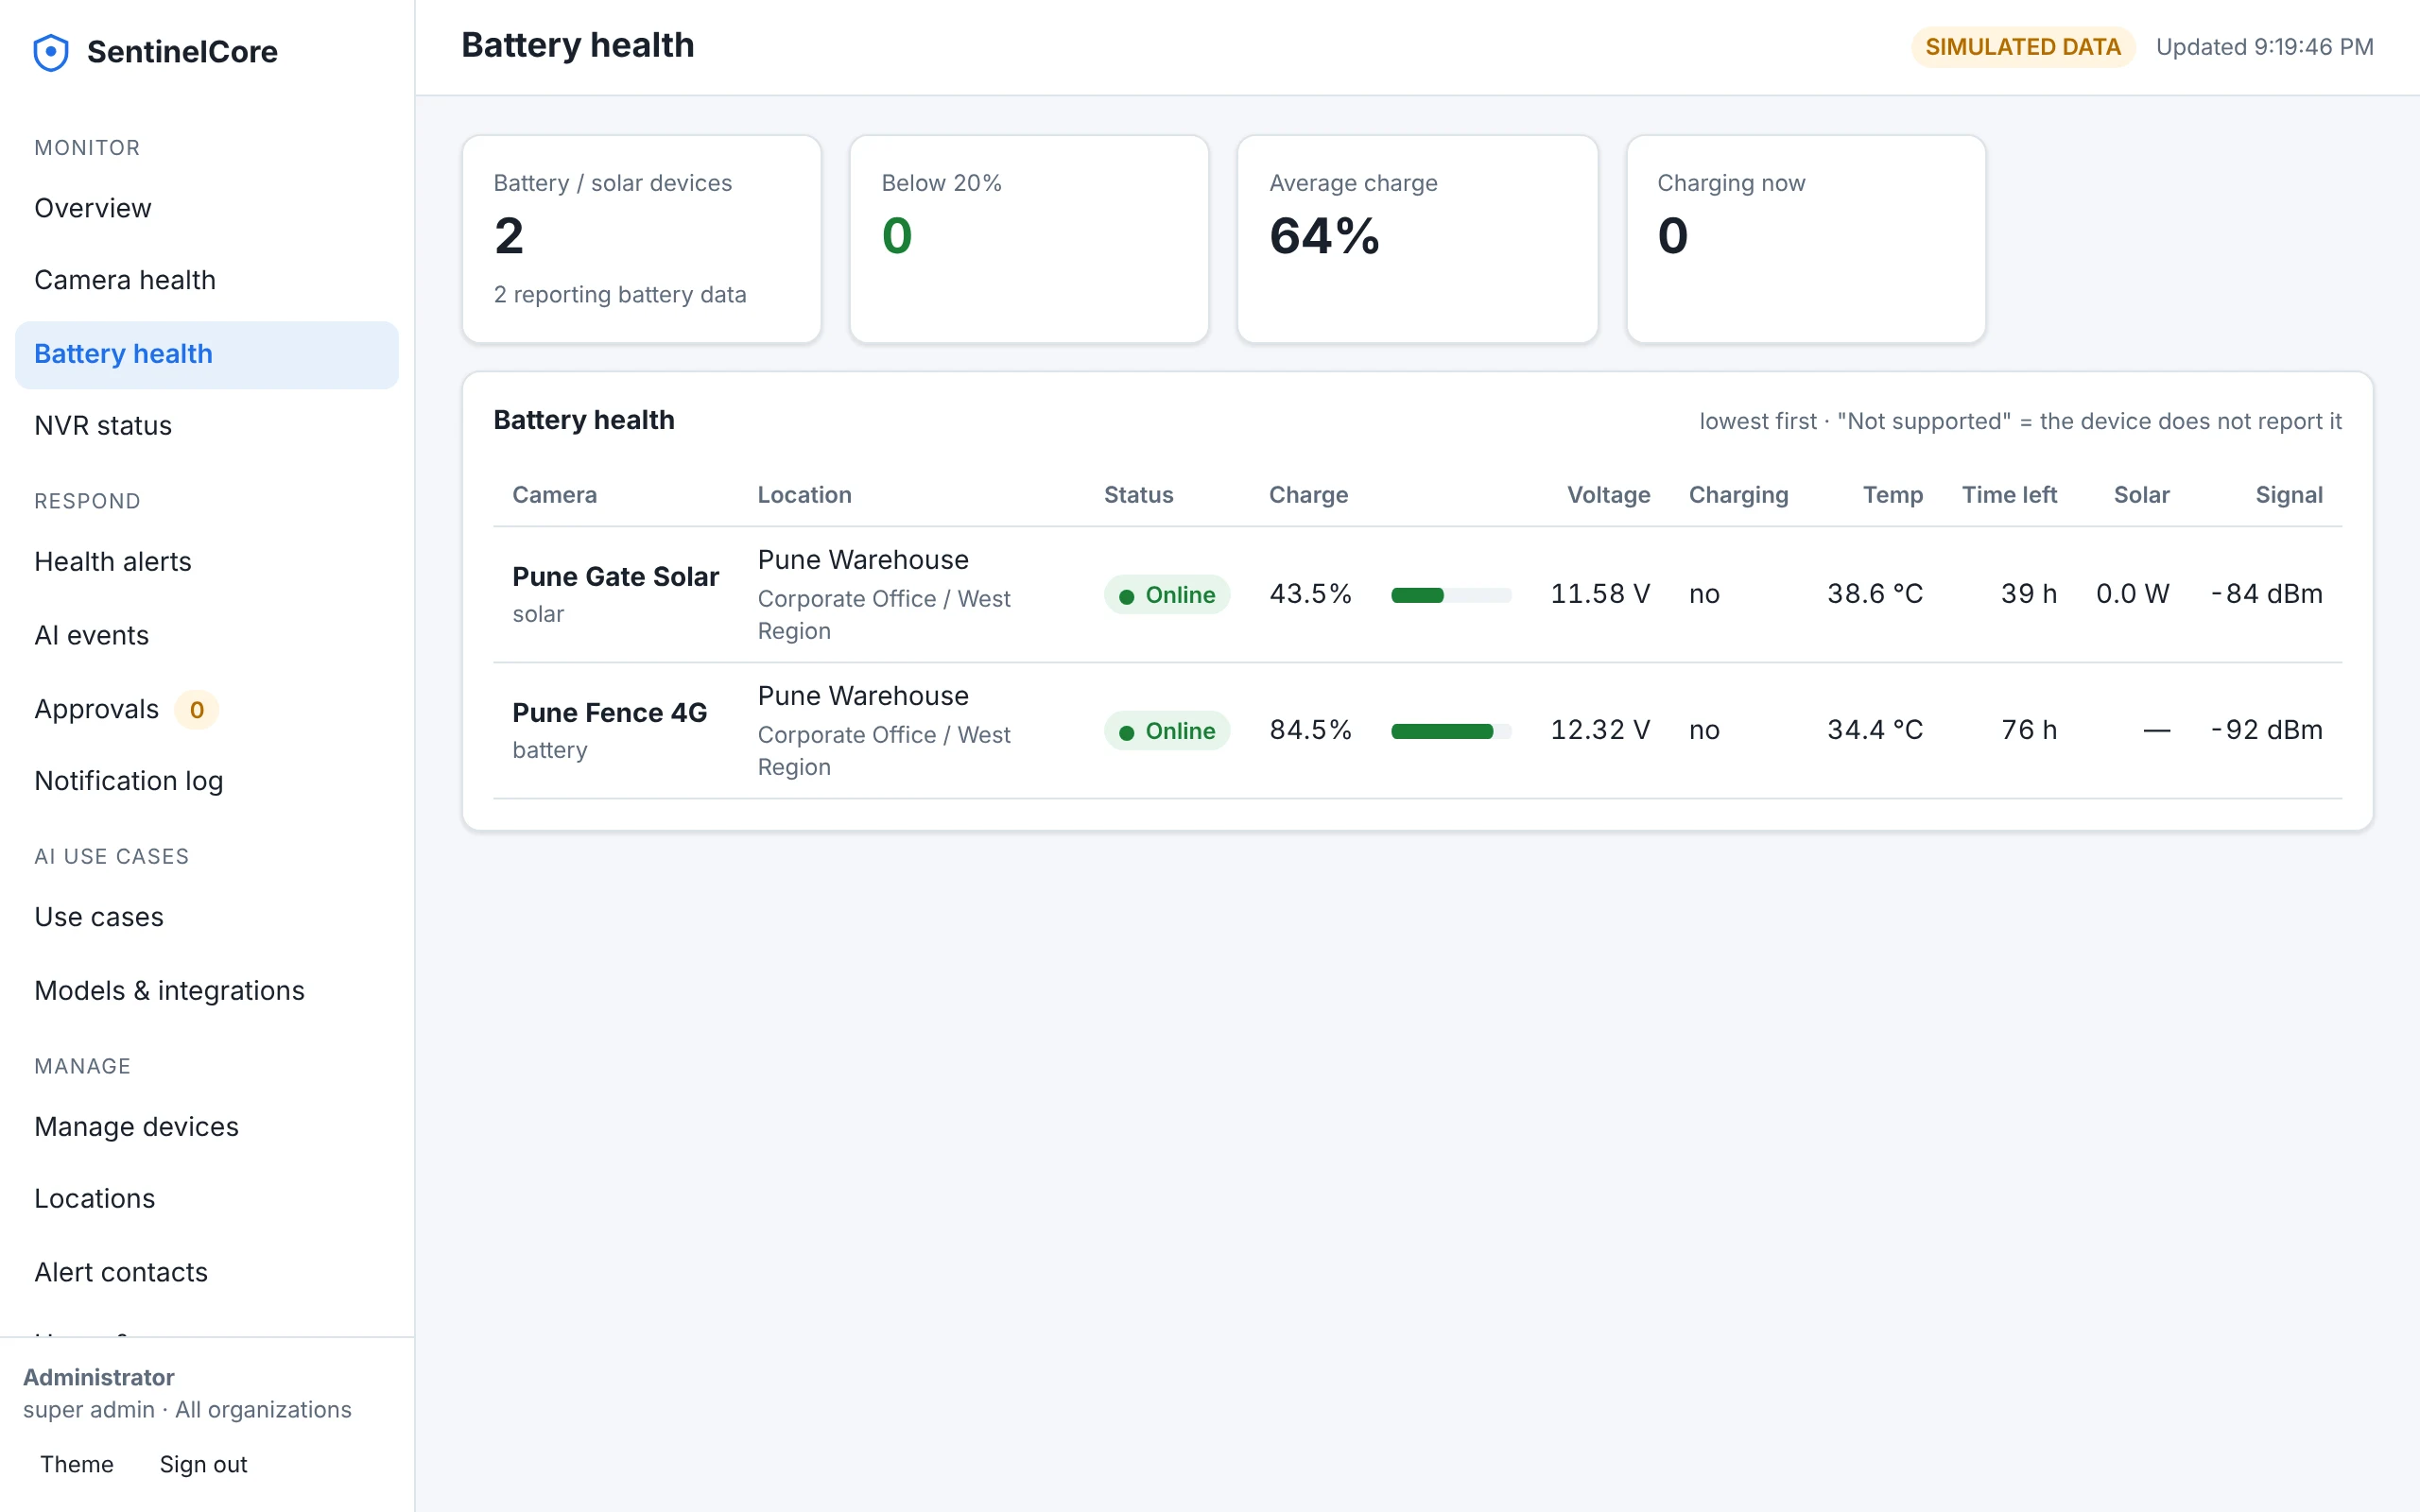 SentinelCore
MONITOR
Overview
Camera health
Battery health
NVR status
RESPOND
Health alerts
AI events
Approvals 0
Notification log
AI USE CASES
Use cases
Models & integrations
MANAGE
Manage devices
Locations
Alert contacts
Administrator
super admin · All organizations
Theme Sign out
Battery health
SIMULATED DATA Updated 9:19:46 PM
Battery / solar devices
2
2 reporting battery data
Below 20%
0
Average charge
64%
Charging now
0
Battery health
lowest first · "Not supported" = the device does not report it
Camera Location Status Charge Voltage Charging Temp Time left Solar Signal
Pune Gate Solar
solar
Pune Warehouse
Corporate Office / West
Region
Online 43.5% 11.58 V no 38.6 °C 39 h 0.0 W -84 dBm
Pune Fence 4G
battery
Pune Warehouse
Corporate Office / West
Region
Online 84.5% 12.32 V no 34.4 °C 76 h — -92 dBm